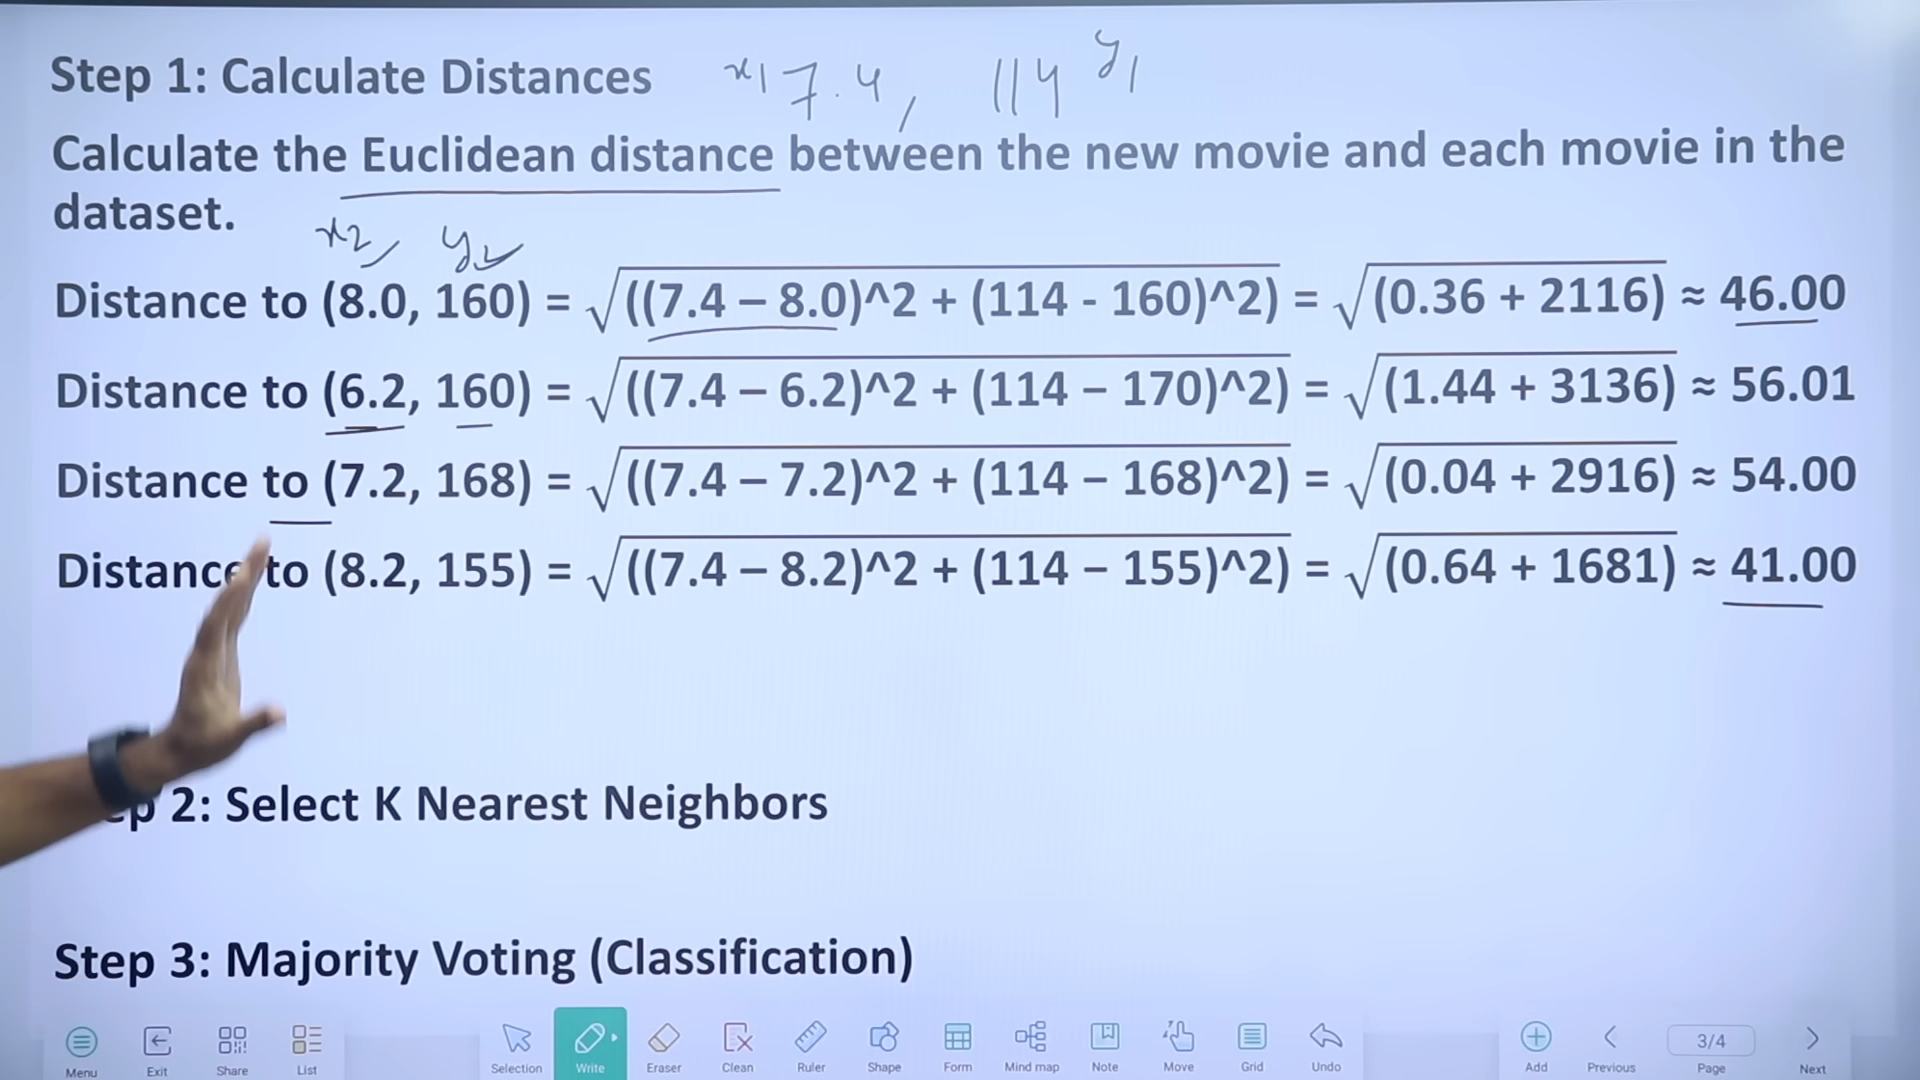 Step 1: Calculate Distances x1 7.4, 114 y1
Calculate the Euclidean distance between the new movie and each movie in the
dataset.
x2, y2
Distance to (8.0, 160) = √((7.4 – 8.0)^2 + (114 - 160)^2) = √(0.36 + 2116) ≈ 46.00
Distance to (6.2, 160) = √((7.4 – 6.2)^2 + (114 – 170)^2) = √(1.44 + 3136) ≈ 56.01
Distance to (7.2, 168) = √((7.4 – 7.2)^2 + (114 – 168)^2) = √(0.04 + 2916) ≈ 54.00
Distance to (8.2, 155) = √((7.4 – 8.2)^2 + (114 – 155)^2) = √(0.64 + 1681) ≈ 41.00
2: Select K Nearest Neighbors
Step 3: Majority Voting (Classification)
Menu Exit Share List Selection Write Eraser Clean Ruler Shape Form Mind map Note Move Grid Undo Add Previous 3/4 Page Next